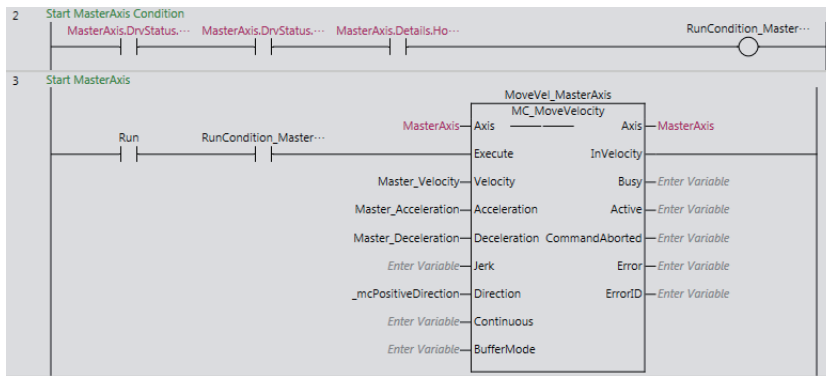 2 Start MasterAxis Condition
MasterAxis.DrvStatus.··· MasterAxis.DrvStatus.··· MasterAxis.Details.Ho··· RunCondition_Master···
3 Start MasterAxis
MoveVel_MasterAxis
MC_MoveVelocity
MasterAxis Axis Axis MasterAxis
Run RunCondition_Master···
Execute InVelocity
Master_Velocity Velocity Busy Enter Variable
Master_Acceleration Acceleration Active Enter Variable
Master_Deceleration Deceleration CommandAborted Enter Variable
Enter Variable Jerk Error Enter Variable
_mcPositiveDirection Direction ErrorID Enter Variable
Enter Variable Continuous
Enter Variable BufferMode